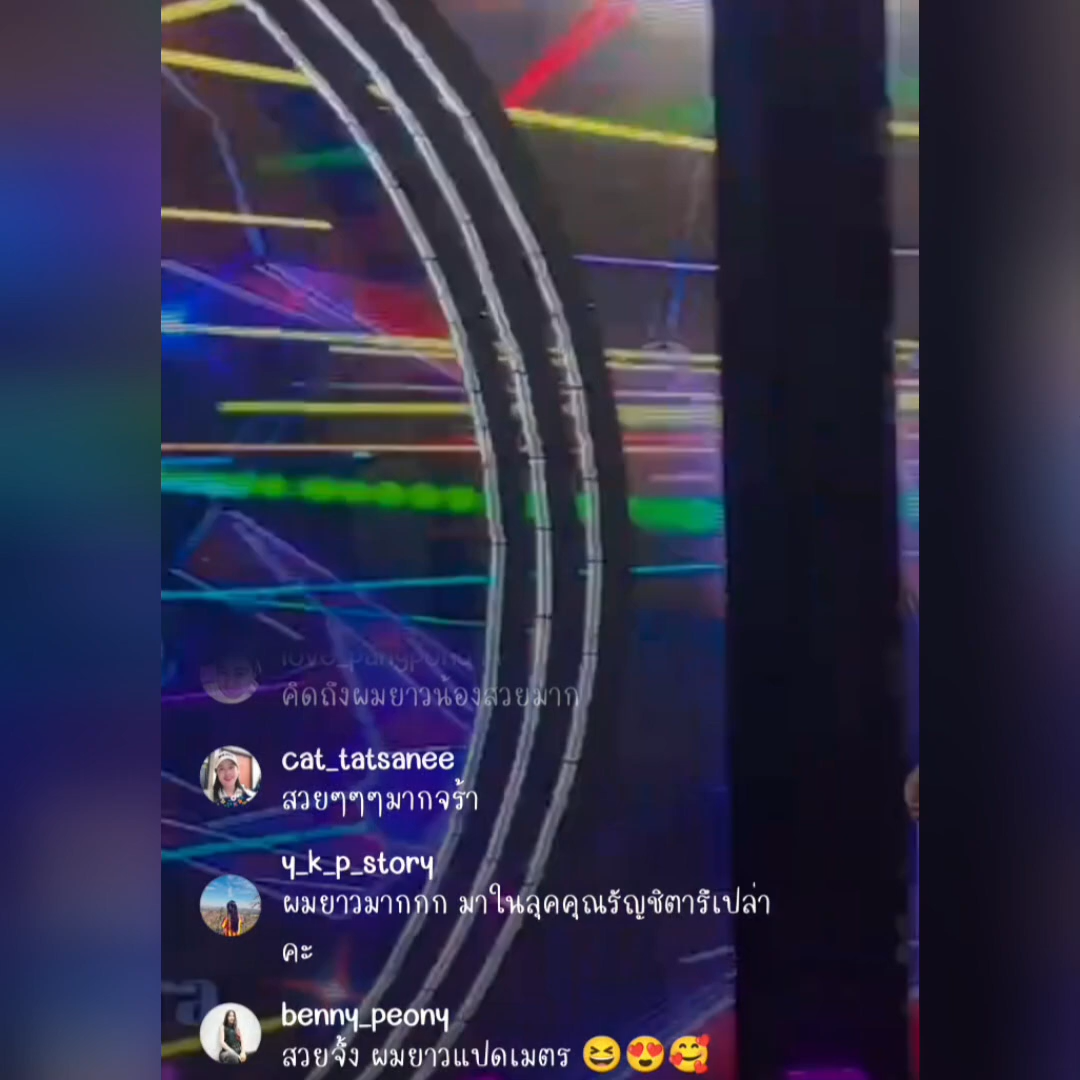 คิดถึงผมยาวน้องสวยมาก
cat_tatsanee
สวยๆๆๆมากจร้า
y_k_p_story
ผมยาวมากกก มาในลุคคุณรัญชิตารึเปล่า
คะ
benny_peony
สวยจิ้ง ผมยาวแปดเมตร 😆😍🥰